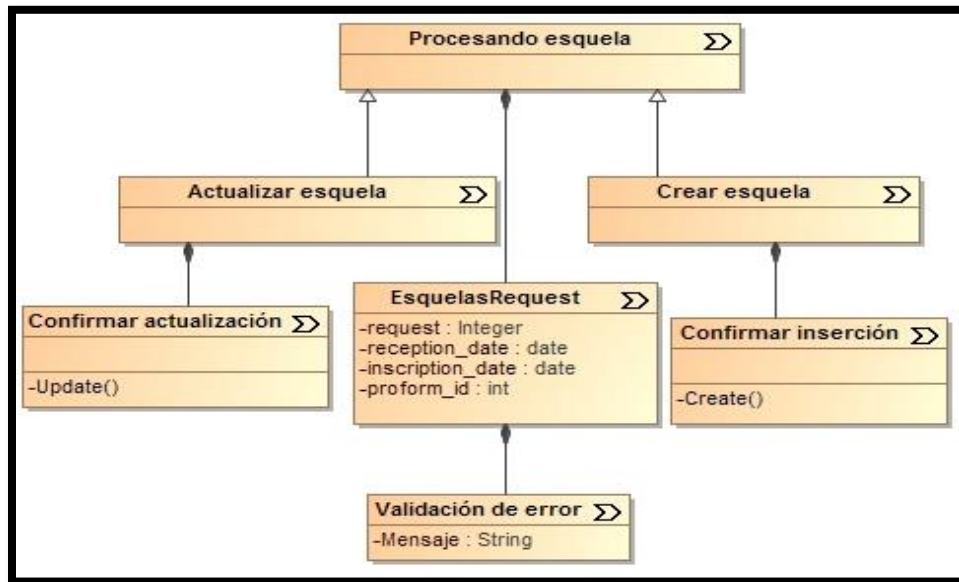 Procesando esquela
Actualizar esquela
Crear esquela
Confirmar actualización
-Update()
EsquelasRequest
-request : Integer
-reception_date : date
-inscription_date : date
-proform_id : int
Confirmar inserción
-Create()
Validación de error
-Mensaje : String